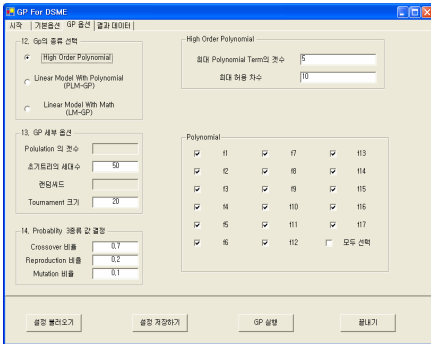 GP For DSME
시작 기본옵션 GP 옵션 결과 데이터
12. Gp의 종류 선택
High Order Polynomial
Linear Model With Polynomial
(PLM-GP)
Linear Model With Math
(LM-GP)
High Order Polynomial
최대 Polynomial Term의 갯수 5
최대 허용 차수 10
13. GP 세부 옵션
Polulation 의 갯수
초기트리의 세대수 50
랜덤씨드
Tournament 크기 20
Polynomial
f1 f7 f13
f2 f8 f14
f3 f9 f15
f4 f10 f16
f5 f11 f17
f6 f12 모두 선택
14. Probablity 3종류 값 결정
Crossover 비율 0.7
Reproduction 비율 0.2
Mutation 비율 0.1
설정 불러오기 설정 저장하기 GP 실행 끝내기